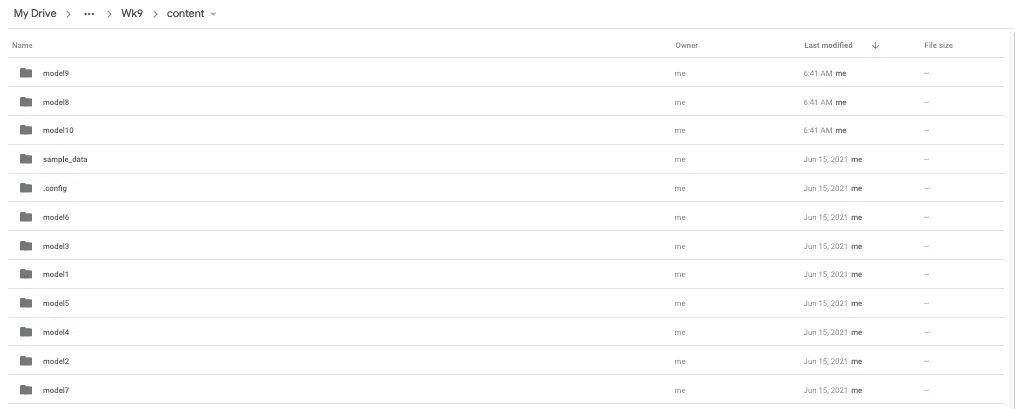 My Drive > ... > Wk9 > content
Name Owner Last modified ↓ File size
model9 me 6:41 AM me –
model8 me 6:41 AM me –
model10 me 6:41 AM me –
sample_data me Jun 15, 2021 me –
.config me Jun 15, 2021 me –
model6 me Jun 15, 2021 me –
model3 me Jun 15, 2021 me –
model1 me Jun 15, 2021 me –
model5 me Jun 15, 2021 me –
model4 me Jun 15, 2021 me –
model2 me Jun 15, 2021 me –
model7 me Jun 15, 2021 me –